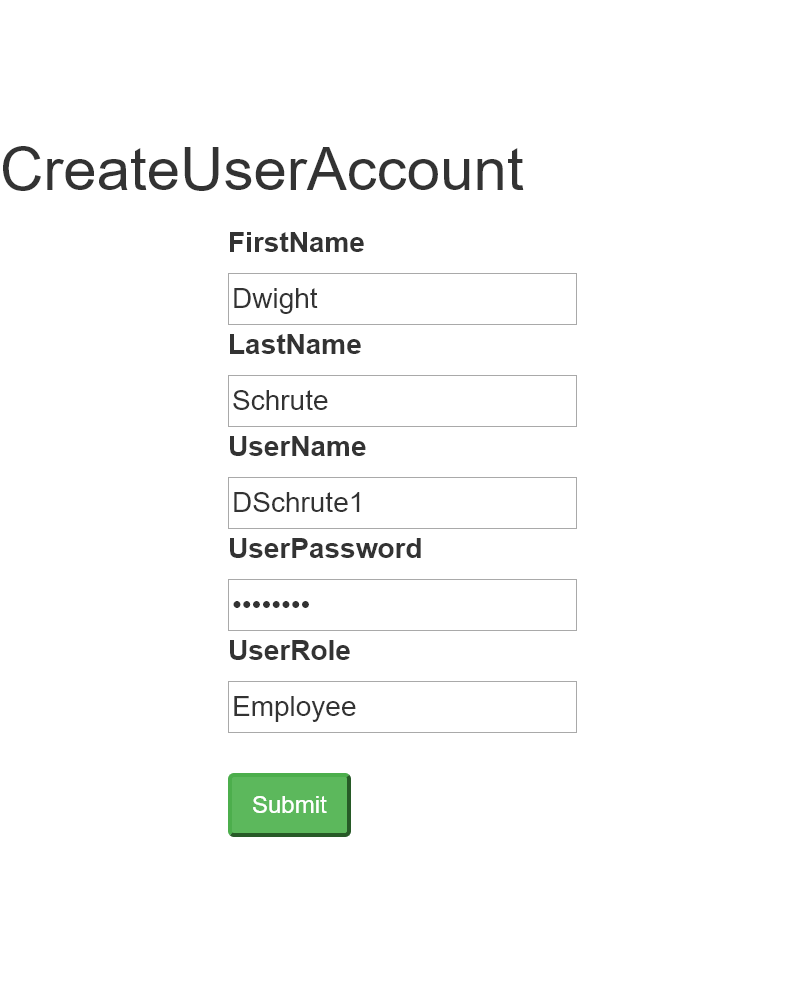 CreateUserAccount
FirstName
Dwight
LastName
Schrute
UserName
DSchrute1
UserPassword
••••••••
UserRole
Employee
Submit